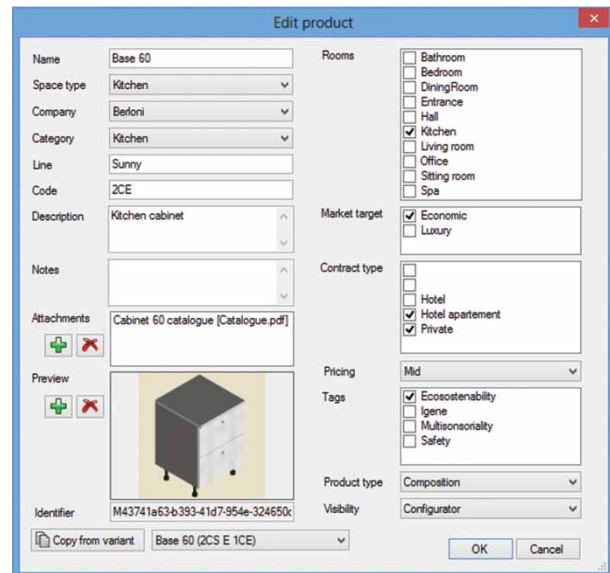 Edit product
Name Base 60
Space type Kitchen
Company Berloni
Category Kitchen
Line Sunny
Code 2CE
Description Kitchen cabinet
Notes
Attachments Cabinet 60 catalogue [Catalogue.pdf]
Preview
Identifier M43741a63-b393-41d7-954e-324650c
Copy from variant Base 60 (2CS E 1CE)
Rooms
Bathroom
Bedroom
DiningRoom
Entrance
Hall
Kitchen
Living room
Office
Sitting room
Spa
Market target
Economic
Luxury
Contract type
Hotel
Hotel apartement
Private
Pricing Mid
Tags
Ecosostenability
Igene
Multisonsoriality
Safety
Product type Composition
Visibility Configurator
OK Cancel